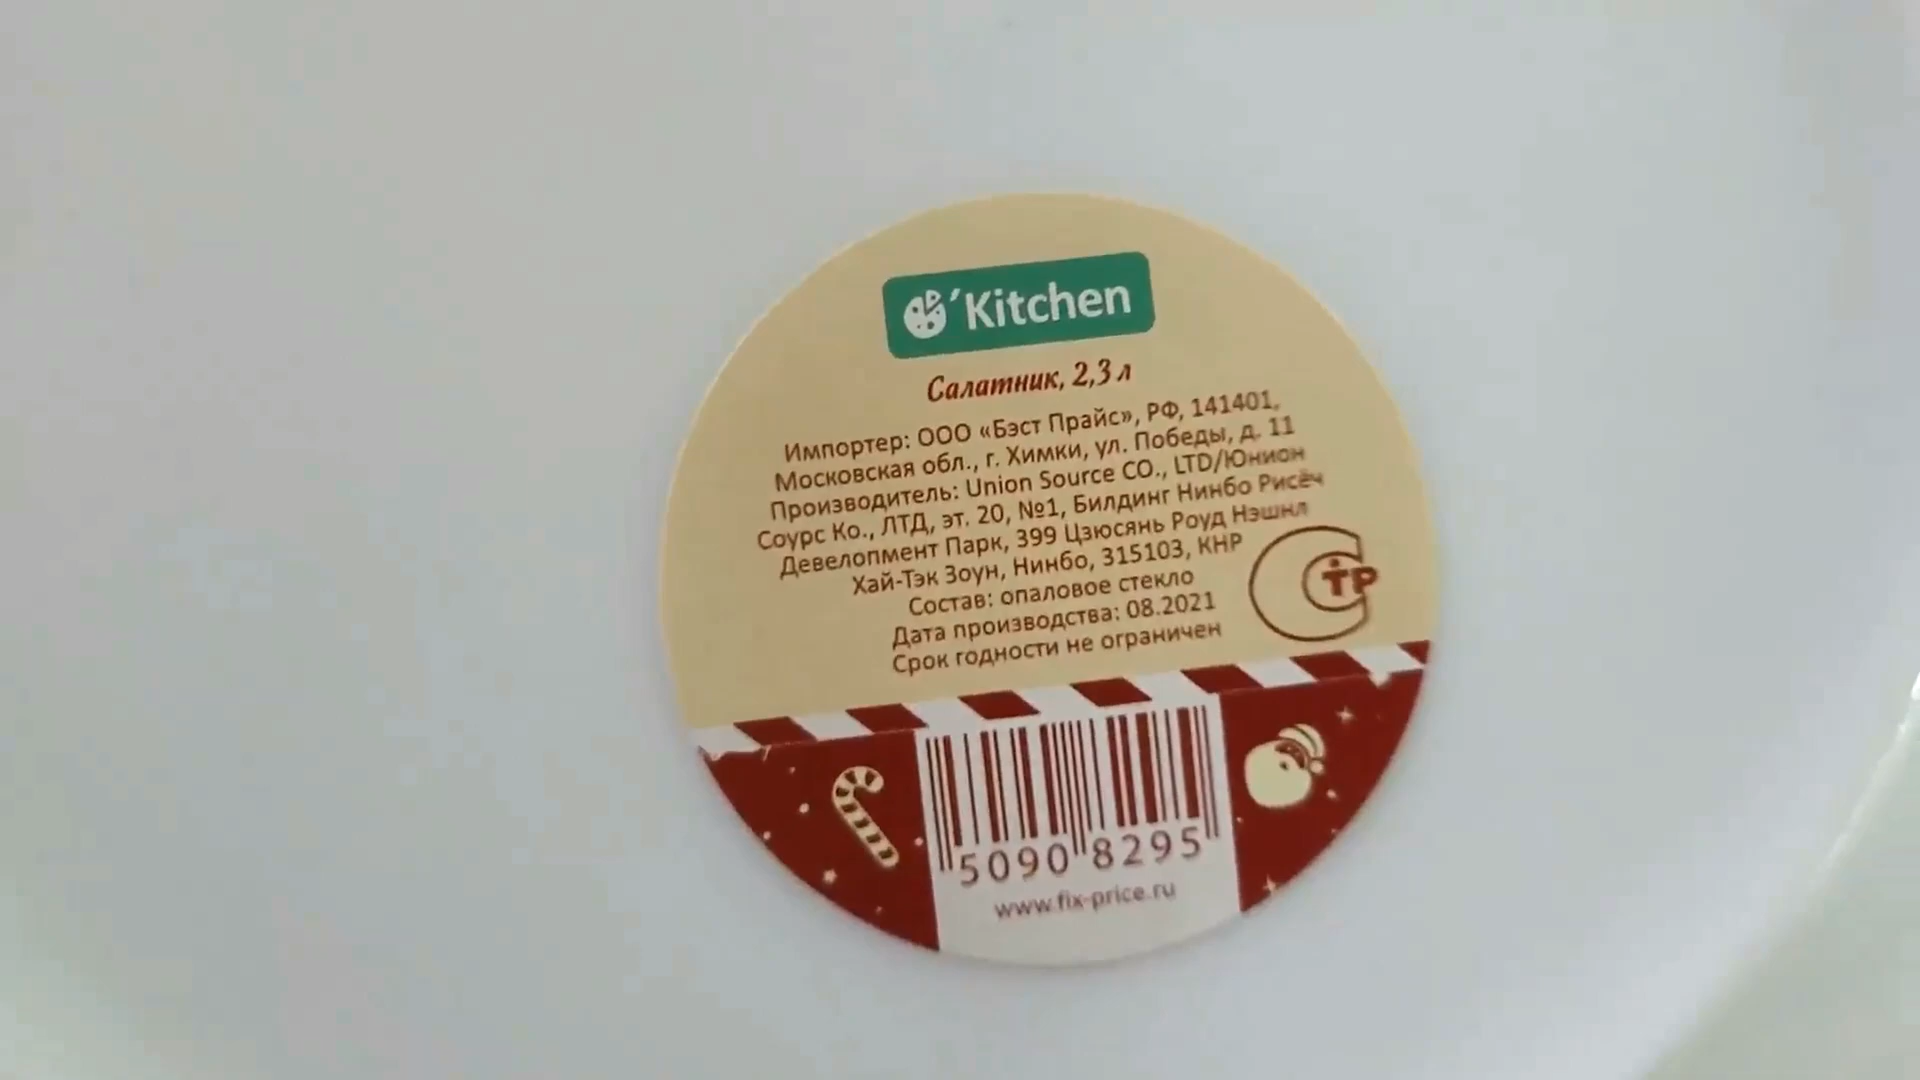 'Kitchen
Салатник, 2,3 л
Импортер: ООО «Бэст Прайс», РФ, 141401,
Московская обл., г. Химки, ул. Победы, д. 11
Производитель: Union Source CO., LTD/Юнион
Соурс Ко., ЛТД, эт. 20, №1, Билдинг Нинбо Рисёч
Девелопмент Парк, 399 Цзюсянь Роуд Нэшнл
Хай-Тэк Зоун, Нинбо, 315103, КНР
Состав: опаловое стекло
Дата производства: 08.2021
Срок годности не ограничен
СТР
5090 8295
www.fix-price.ru